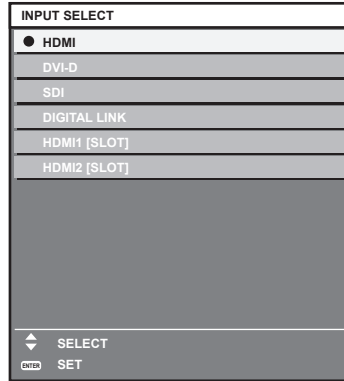 INPUT SELECT
HDMI
DVI-D
SDI
DIGITAL LINK
HDMI1 [SLOT]
HDMI2 [SLOT]
SELECT
ENTER SET